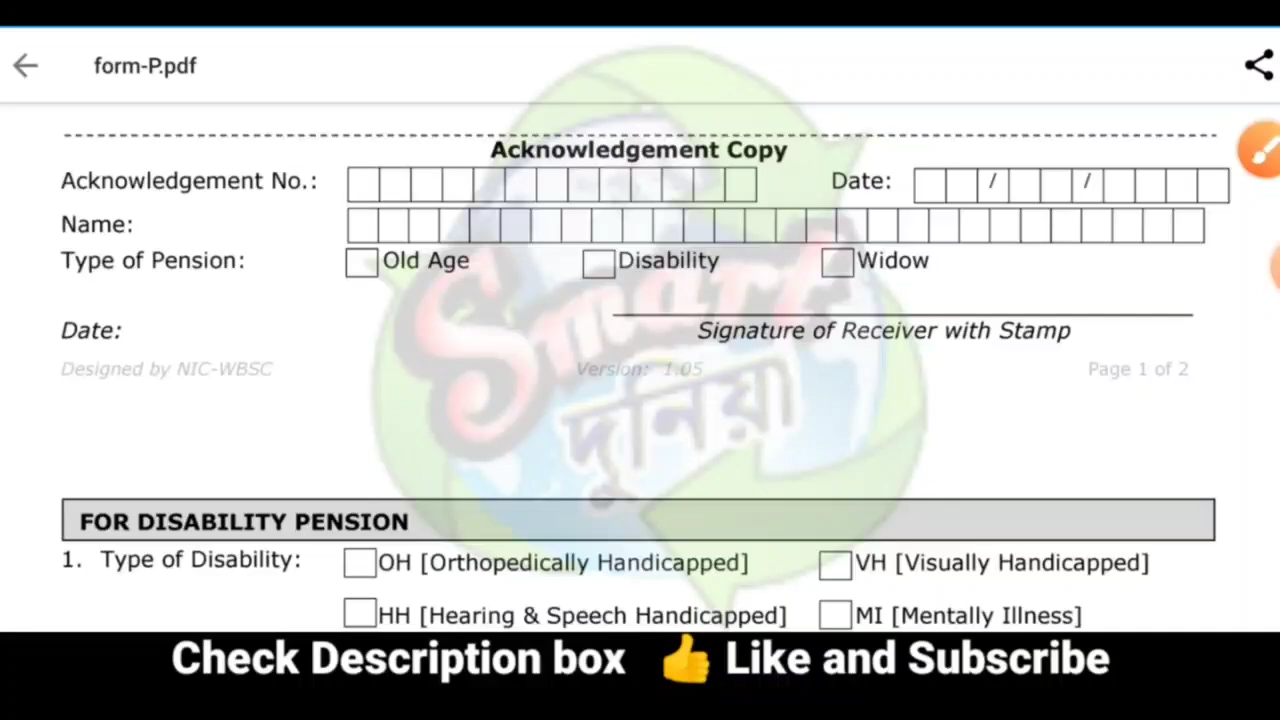 form-P.pdf
Acknowledgement Copy
Acknowledgement No.: Date: / /
Name:
Type of Pension: Old Age Disability Widow
Date: Signature of Receiver with Stamp
Designed by NIC-WBSC Version: 1.05 Page 1 of 2
Smart
দুনিয়া
FOR DISABILITY PENSION
1. Type of Disability: OH [Orthopedically Handicapped] VH [Visually Handicapped]
HH [Hearing & Speech Handicapped] MI [Mentally Illness]
Check Description box 👍 Like and Subscribe